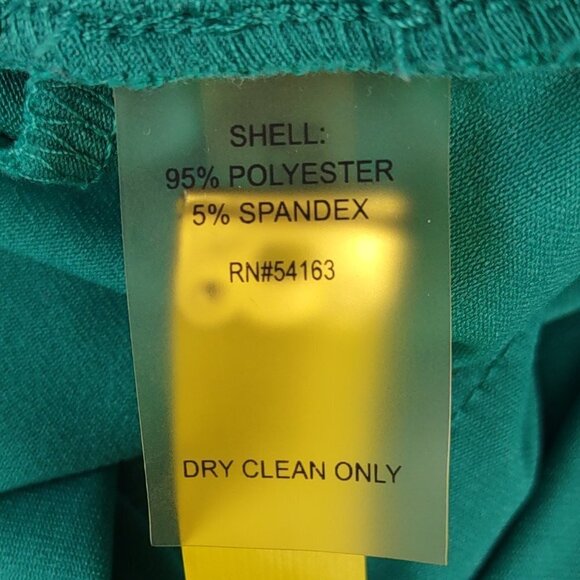 SHELL:
95% POLYESTER
5% SPANDEX
RN#54163
DRY CLEAN ONLY